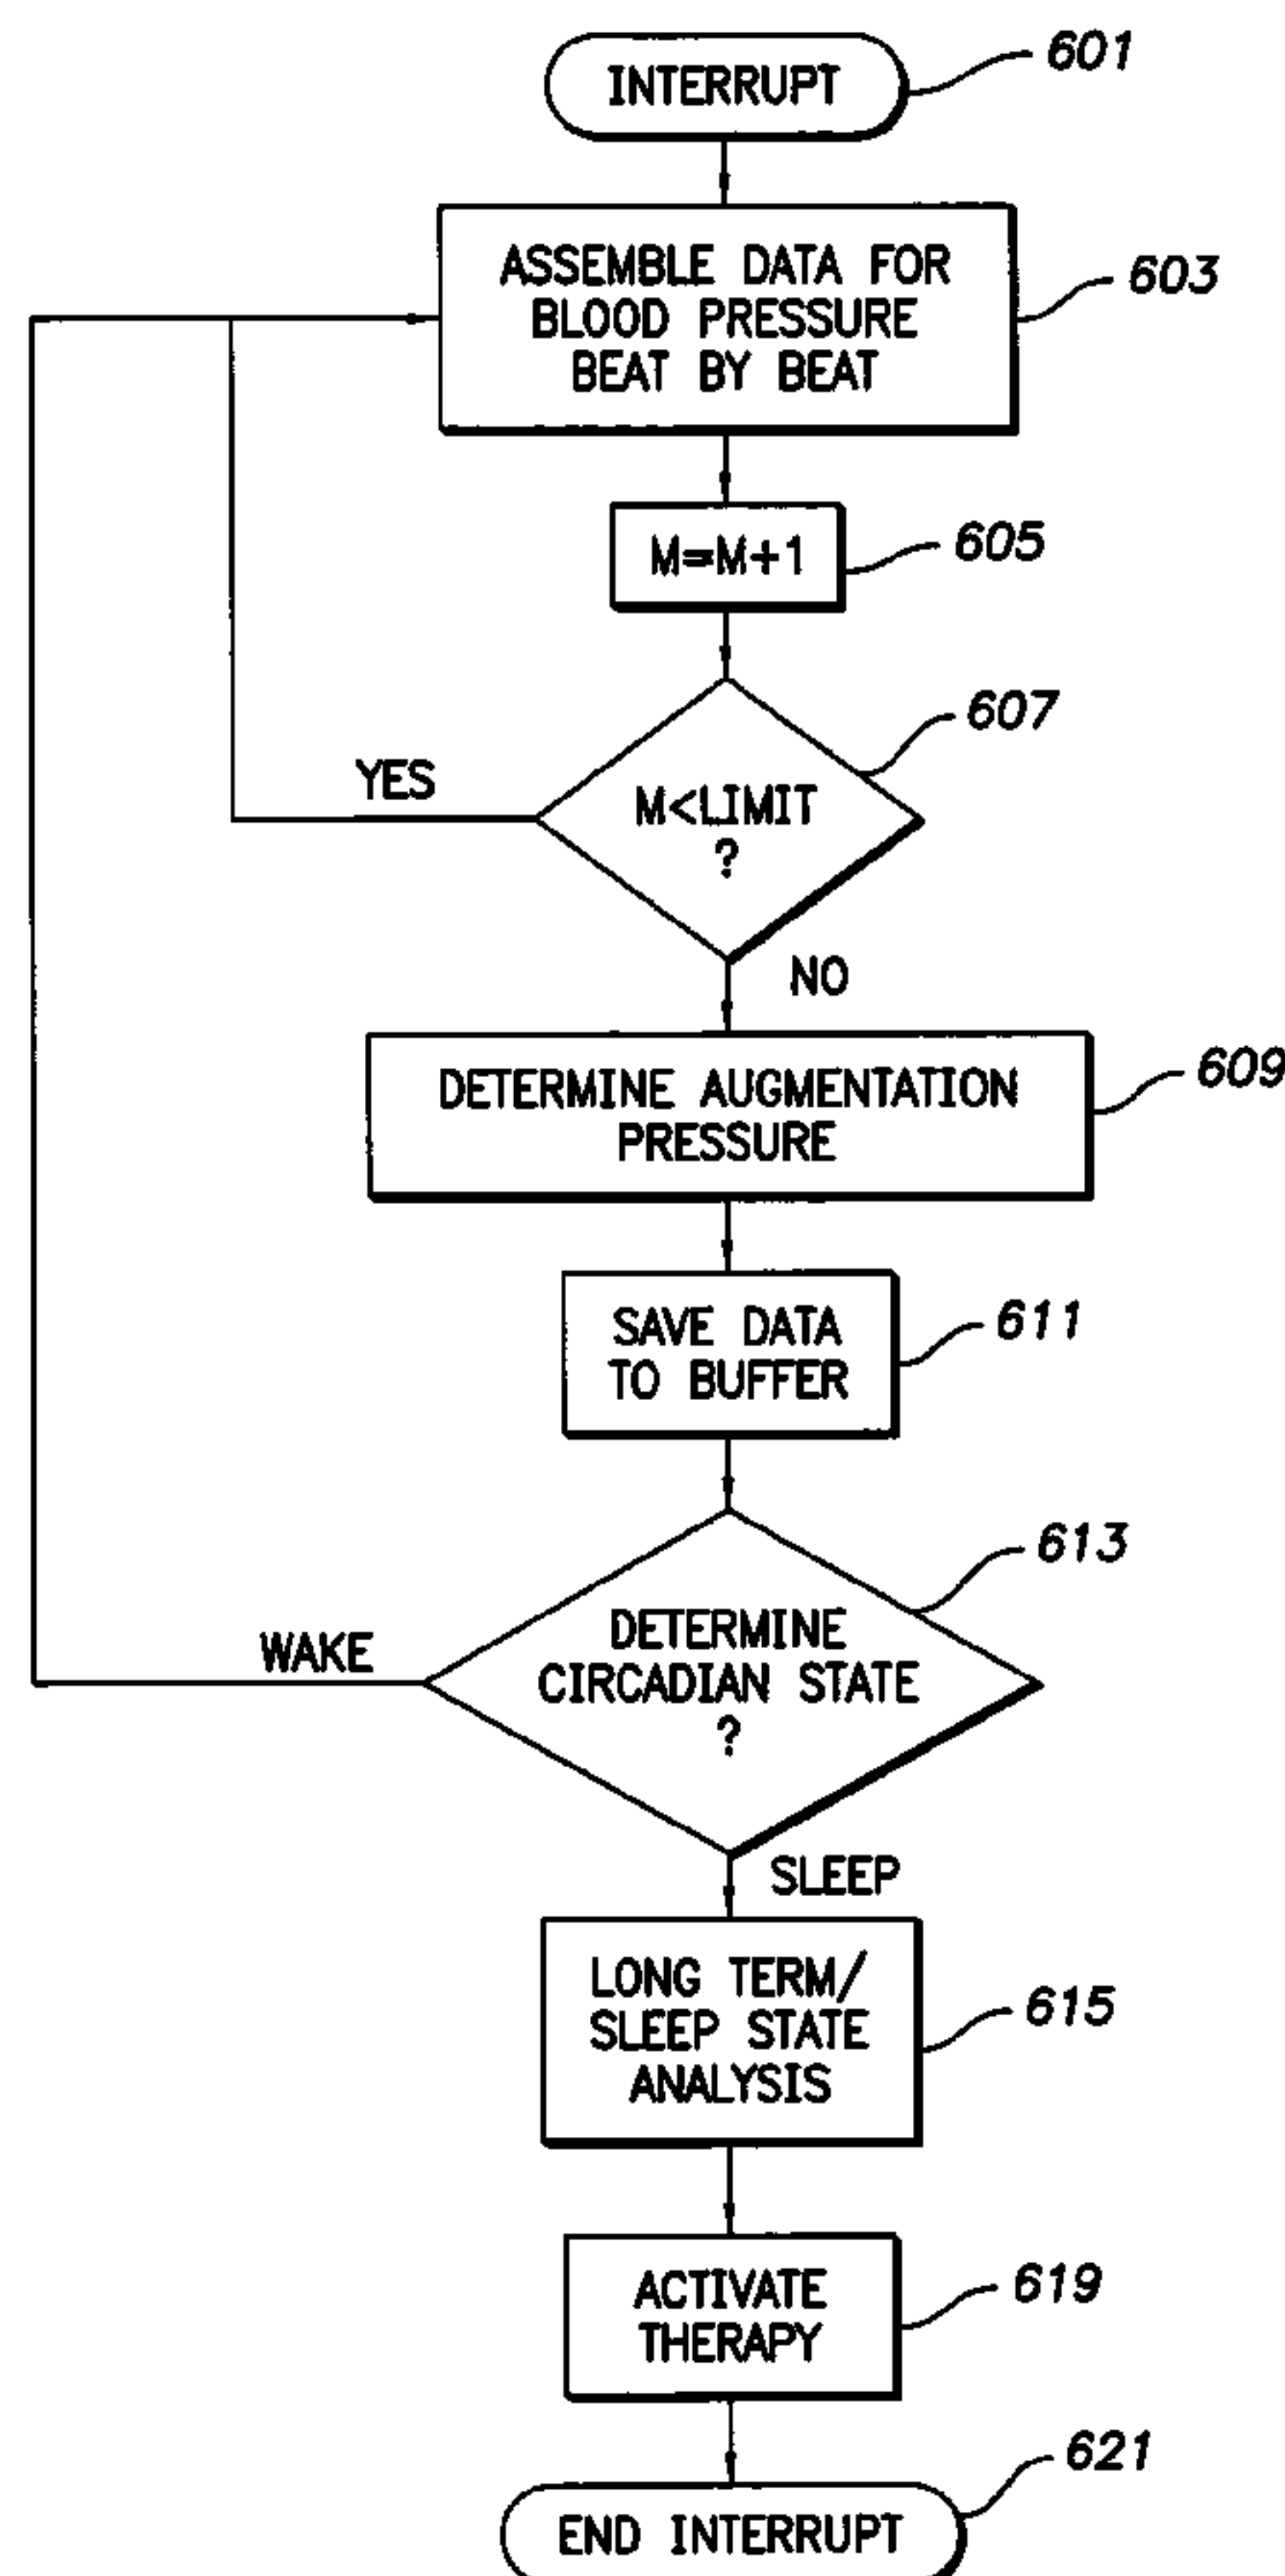 INTERRUPT
601
ASSEMBLE DATA FOR
BLOOD PRESSURE
BEAT BY BEAT
603
M=M+1
605
607
YES
M<LIMIT
?
NO
DETERMINE AUGMENTATION
PRESSURE
609
SAVE DATA
TO BUFFER
611
613
WAKE
DETERMINE
CIRCADIAN STATE
?
SLEEP
LONG TERM/
SLEEP STATE
ANALYSIS
615
ACTIVATE
THERAPY
619
621
END INTERRUPT